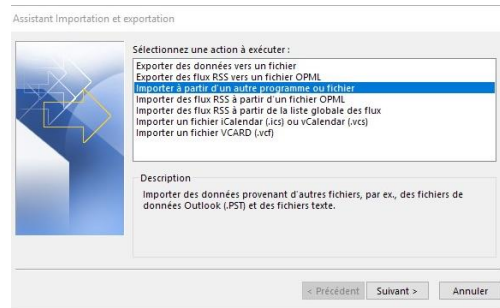 Assistant Importation et exportation
Sélectionnez une action à exécuter :
Exporter des données vers un fichier
Exporter des flux RSS vers un fichier OPML
Importer à partir d'un autre programme ou fichier
Importer des flux RSS à partir d'un fichier OPML
Importer des flux RSS à partir de la liste globale des flux
Importer un fichier iCalendar (.ics) ou vCalendar (.vcs)
Importer un fichier VCARD (.vcf)
Description
Importer des données provenant d'autres fichiers, par ex., des fichiers de
données Outlook (.PST) et des fichiers texte.
< Précédent Suivant > Annuler